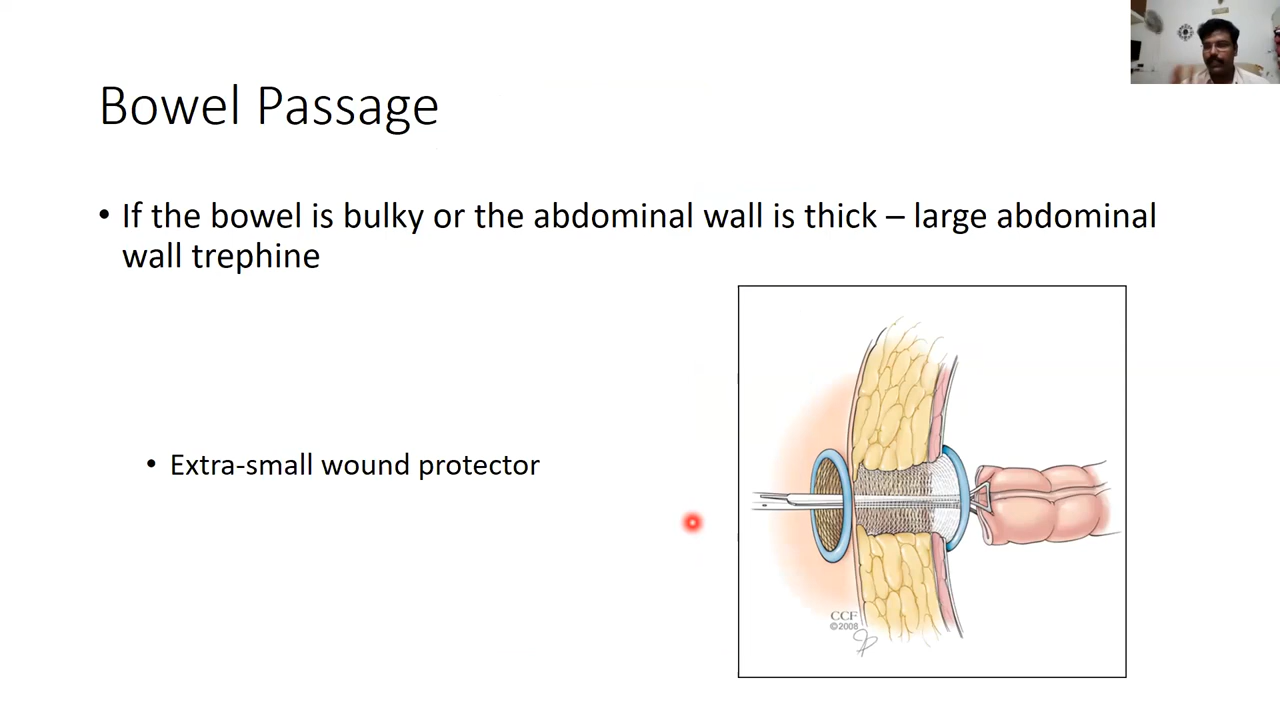 Bowel Passage
• If the bowel is bulky or the abdominal wall is thick – large abdominal
wall trephine
• Extra-small wound protector
CCF
©2008